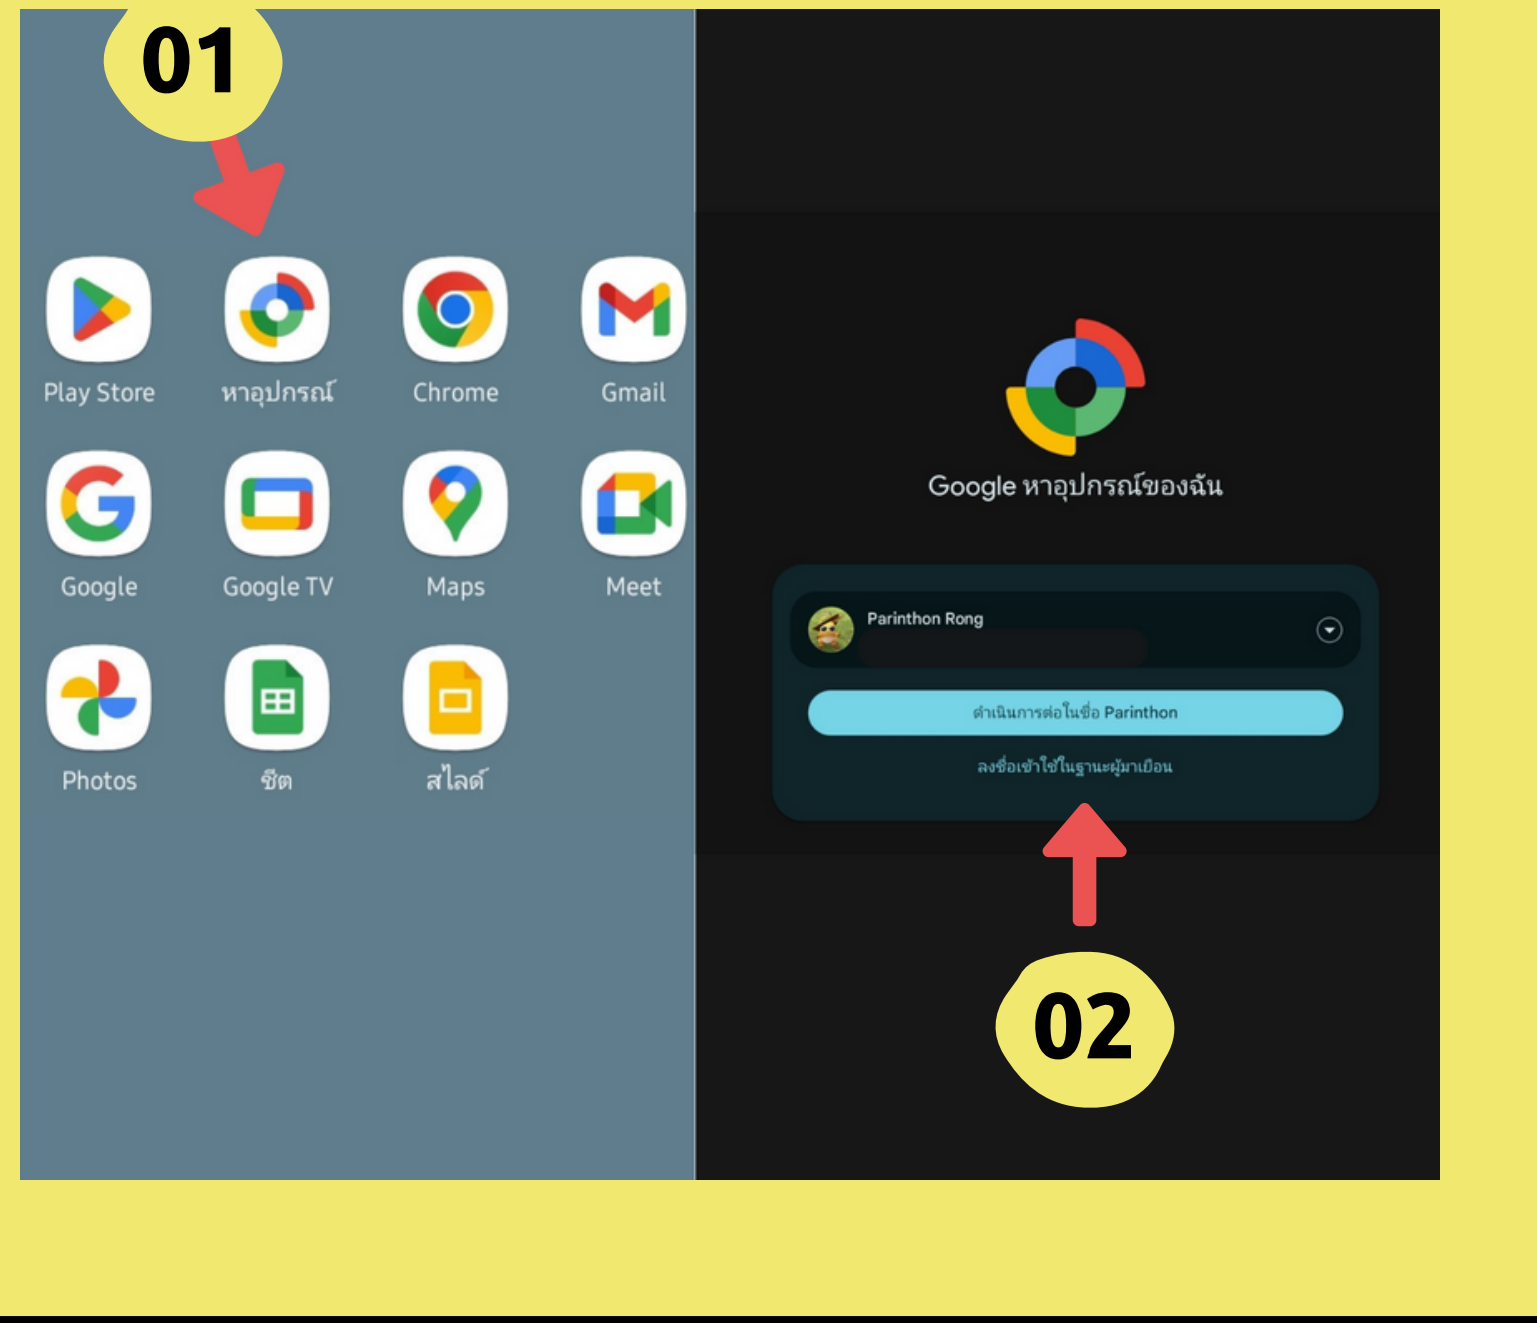 01
Play Store
หาอุปกรณ์
Chrome
Gmail
Google
Google TV
Maps
Meet
Photos
ชีต
สไลด์
Google หาอุปกรณ์ของฉัน
Parinthon Rong
ดำเนินการต่อในชื่อ Parinthon
ลงชื่อเข้าใช้ในฐานะผู้มาเยือน
02